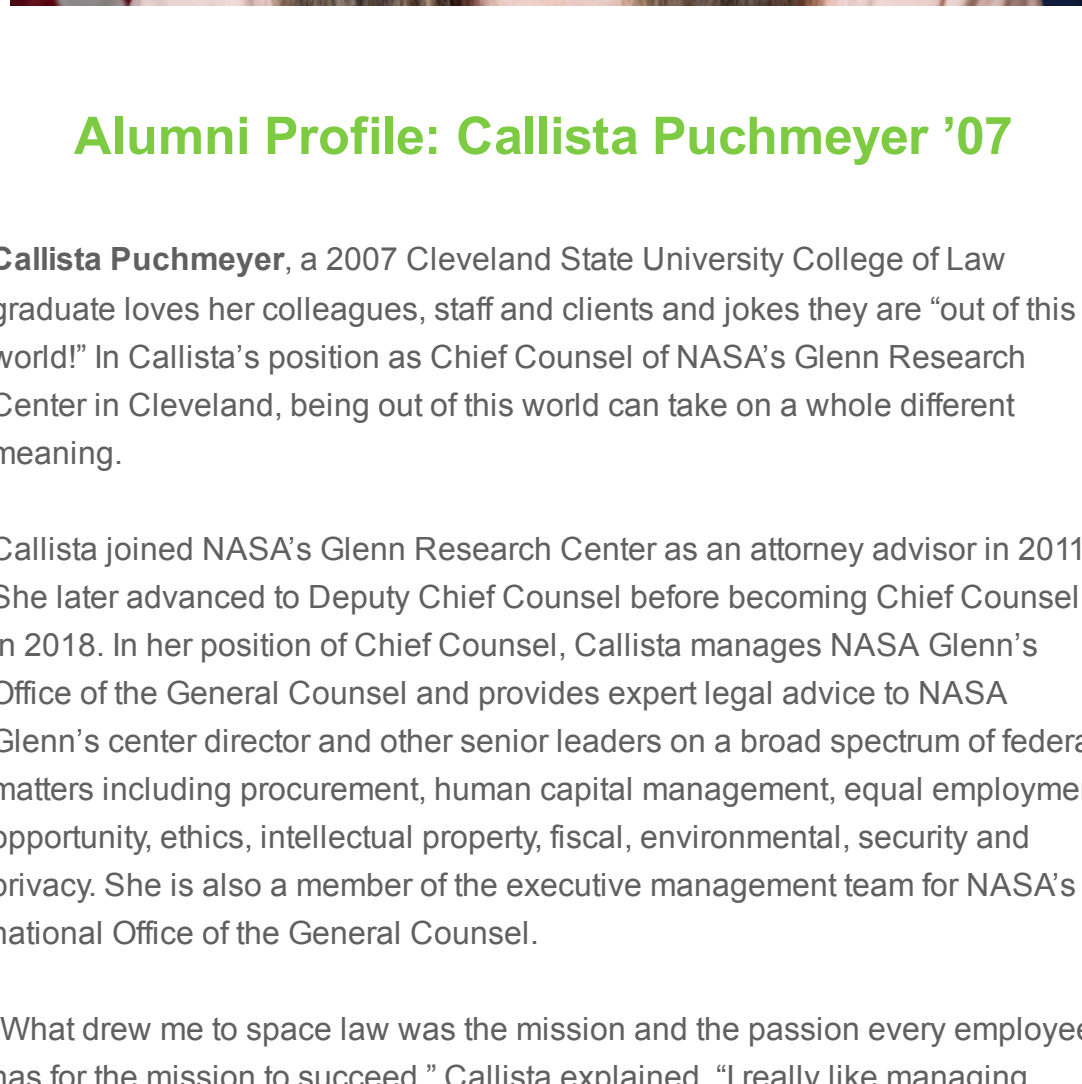 Alumni Profile: Callista Puchmeyer ’07
Callista Puchmeyer, a 2007 Cleveland State University College of Law
graduate loves her colleagues, staff and clients and jokes they are “out of this
world!” In Callista’s position as Chief Counsel of NASA’s Glenn Research
Center in Cleveland, being out of this world can take on a whole different
meaning.
Callista joined NASA’s Glenn Research Center as an attorney advisor in 2011
She later advanced to Deputy Chief Counsel before becoming Chief Counsel
in 2018. In her position of Chief Counsel, Callista manages NASA Glenn’s
Office of the General Counsel and provides expert legal advice to NASA
Glenn’s center director and other senior leaders on a broad spectrum of federa
matters including procurement, human capital management, equal employme
opportunity, ethics, intellectual property, fiscal, environmental, security and
privacy. She is also a member of the executive management team for NASA’s
national Office of the General Counsel.
What drew me to space law was the mission and the passion every employee
has for the mission to succeed,” Callista explained. “I really like managing